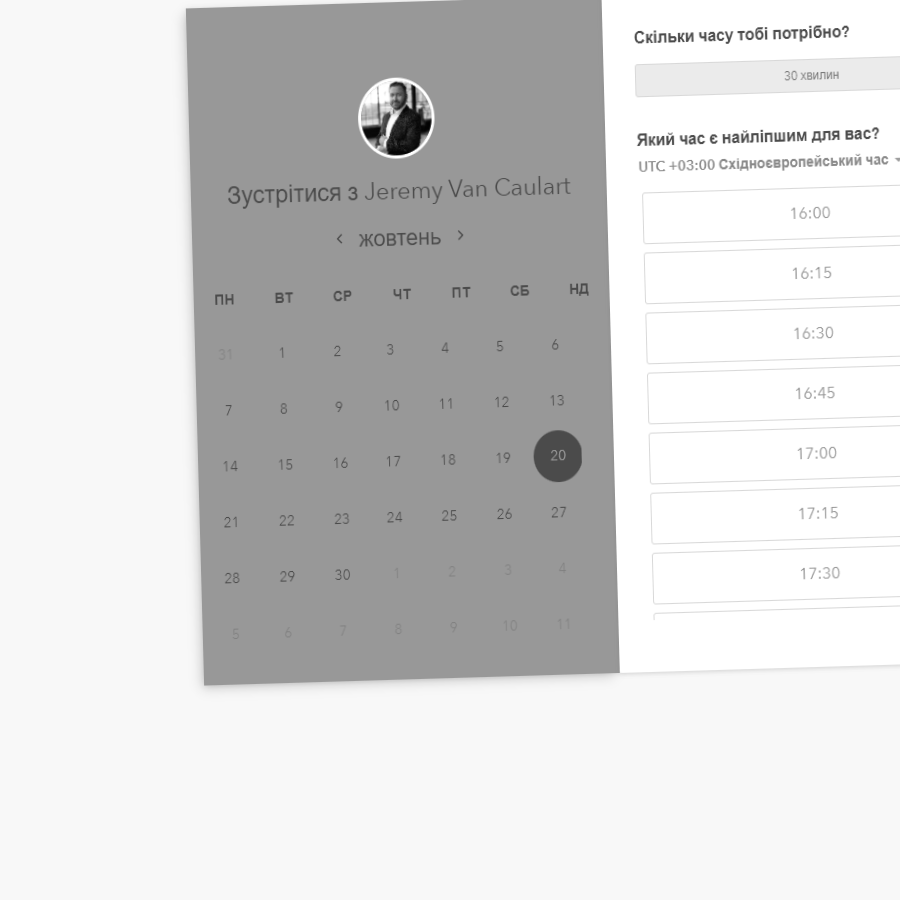 Зустрітися з Jeremy Van Caulart
‹ жовтень ›
ПН ВТ СР ЧТ ПТ СБ НД
31 1 2 3 4 5 6
7 8 9 10 11 12 13
14 15 16 17 18 19 20
21 22 23 24 25 26 27
28 29 30 1 2 3 4
5 6 7 8 9 10 11
Скільки часу тобі потрібно?
30 хвилин
Який час є найліпшим для вас?
UTC +03:00 Східноєвропейський час
16:00
16:15
16:30
16:45
17:00
17:15
17:30